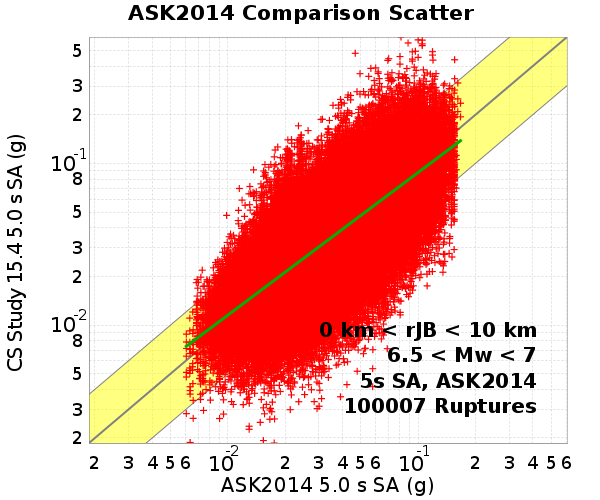 ASK2014 Comparison Scatter
CS Study 15.4 5.0 s SA (g)
5
3
2
10^-1
8
5
3
2
10^-2
8
5
3
2
0 km < rJB < 10 km
6.5 < Mw < 7
5s SA, ASK2014
100007 Ruptures
2 3 4 5 6 10^-2 2 3 4 5 6 10^-1 2 3 4 5 6
ASK2014 5.0 s SA (g)